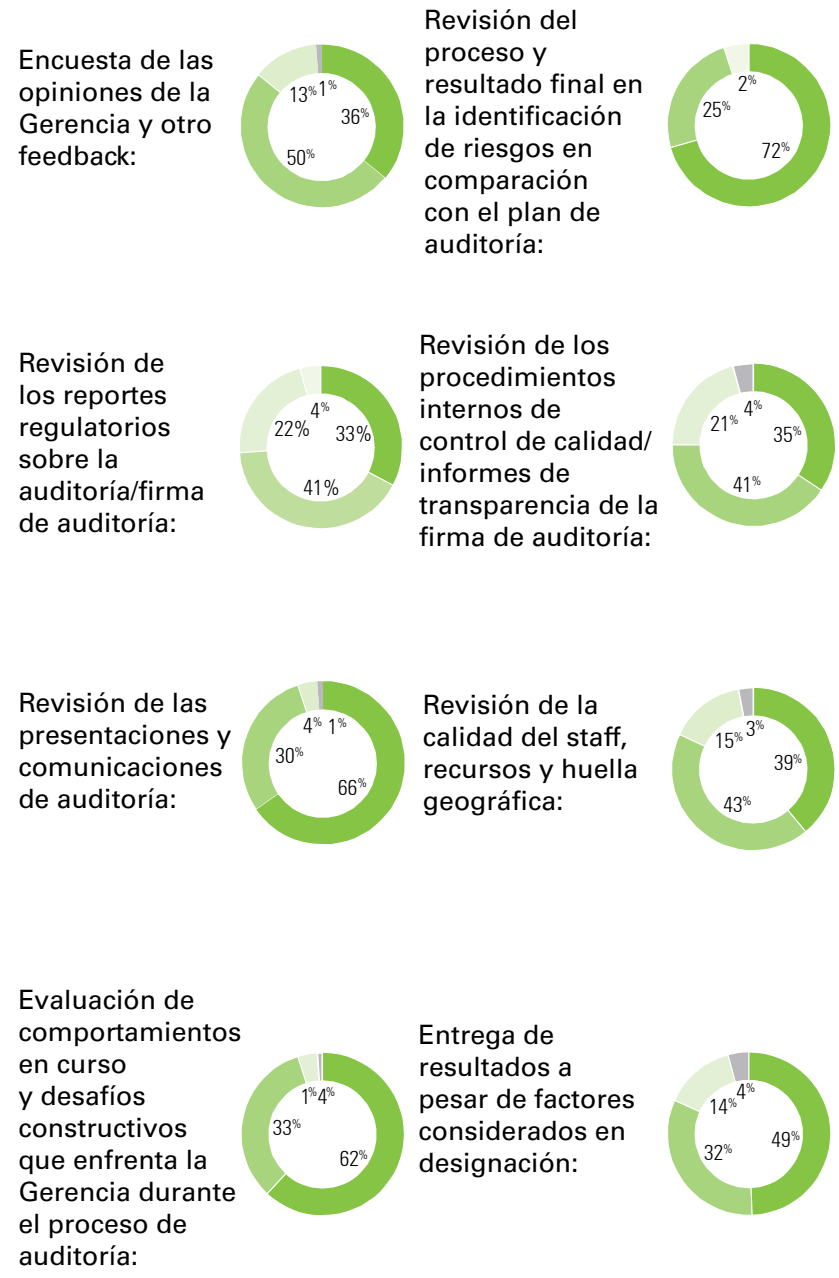 Encuesta de las
opiniones de la
Gerencia y otro
feedback:
13% 1%
36%
50%
Revisión del
proceso y
resultado final en
la identificación
de riesgos en
comparación
con el plan de
auditoría:
2%
25%
72%
Revisión de
los reportes
regulatorios
sobre la
auditoría/firma
de auditoría:
4%
22% 33%
41%
Revisión de los
procedimientos
internos de
control de calidad/
informes de
transparencia de la
firma de auditoría:
21% 4%
35%
41%
Revisión de las
presentaciones y
comunicaciones
de auditoría:
4% 1%
30%
66%
Revisión de la
calidad del staff,
recursos y huella
geográfica:
15% 3%
39%
43%
Evaluación de
comportamientos
en curso
y desafíos
constructivos
que enfrenta la
Gerencia durante
el proceso de
auditoría:
1% 4%
33%
62%
Entrega de
resultados a
pesar de factores
considerados en
designación:
14% 4%
49%
32%